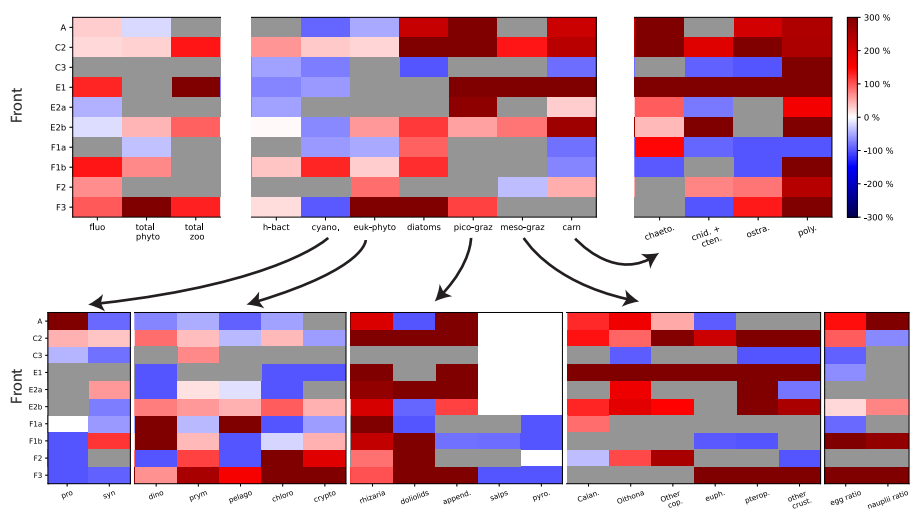 A
C2
C3
E1
E2a
E2b
F1a
F1b
F2
F3
Front
fluo
total
phyto
total
zoo
h-bact
cyano.
euk-phyto
diatoms
pico-graz
meso-graz
carn
chaeto.
cnid. +
cten.
ostra.
poly.
300 %
200 %
100 %
0 %
-100 %
-200 %
-300 %
A
C2
C3
E1
E2a
E2b
F1a
F1b
F2
F3
Front
pro
syn
dino
prym
pelago
chloro
crypto
rhizaria
doliolids
append.
salps
pyro.
Calan.
Oithona
Other
cop.
euph.
pterop.
other
crust.
egg ratio
nauplii ratio